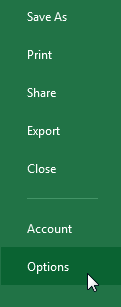 Save As
Print
Share
Export
Close
Account
Options